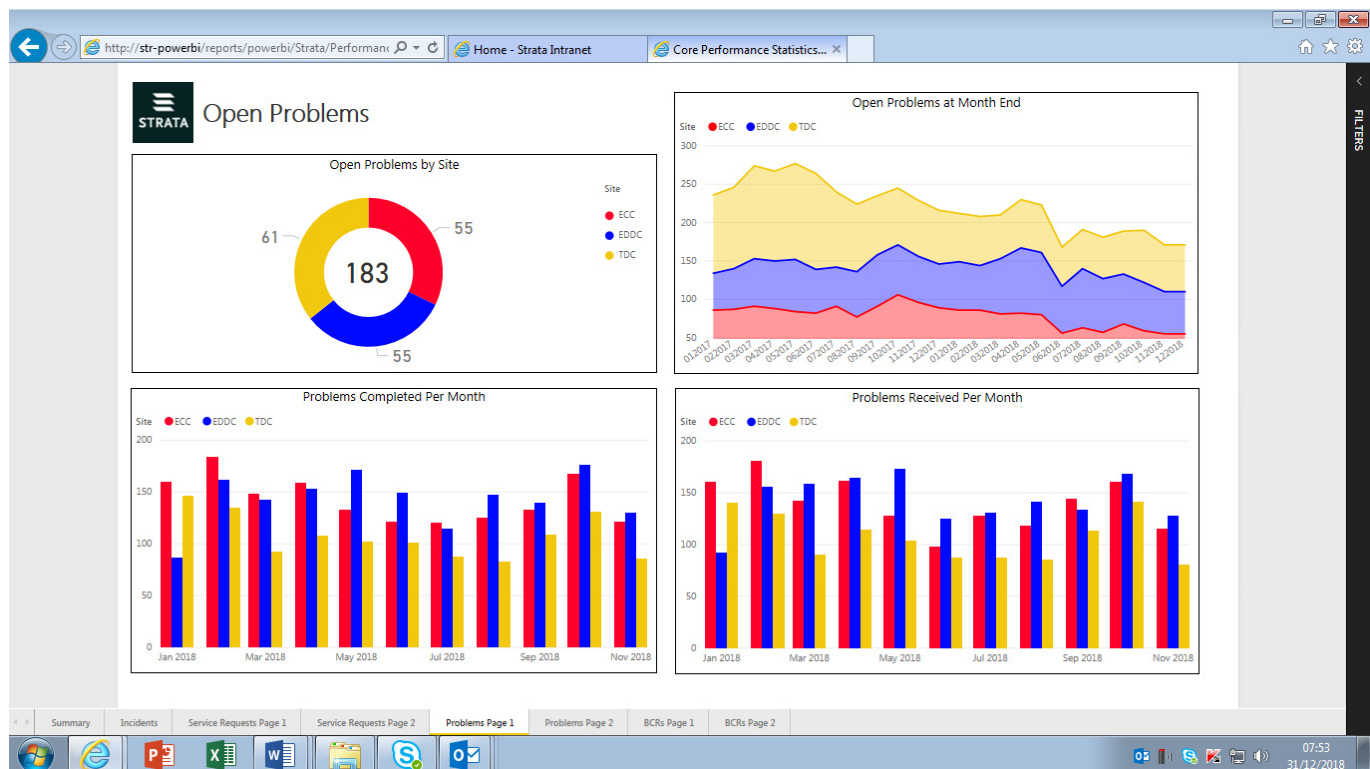 http://str-powerbi/reports/powerbi/Strata/Performanc
Home - Strata Intranet
Core Performance Statistics...
FILTERS
STRATA
Open Problems
Open Problems by Site
Site
ECC
EDDC
TDC
61
55
183
55
Open Problems at Month End
Site ECC EDDC TDC
300
250
200
150
100
50
012017 022017 032017 042017 052017 062017 072017 082017 092017 102017 112017 122017 012018 022018 032018 042018 052018 062018 072018 082018 092018 102018 112018 122018
Problems Completed Per Month
Site ECC EDDC TDC
200
150
100
50
0
Jan 2018 Mar 2018 May 2018 Jul 2018 Sep 2018 Nov 2018
Problems Received Per Month
Site ECC EDDC TDC
200
150
100
50
0
Jan 2018 Mar 2018 May 2018 Jul 2018 Sep 2018 Nov 2018
Summary Incidents Service Requests Page 1 Service Requests Page 2 Problems Page 1 Problems Page 2 BCRs Page 1 BCRs Page 2
07:53
31/12/2018